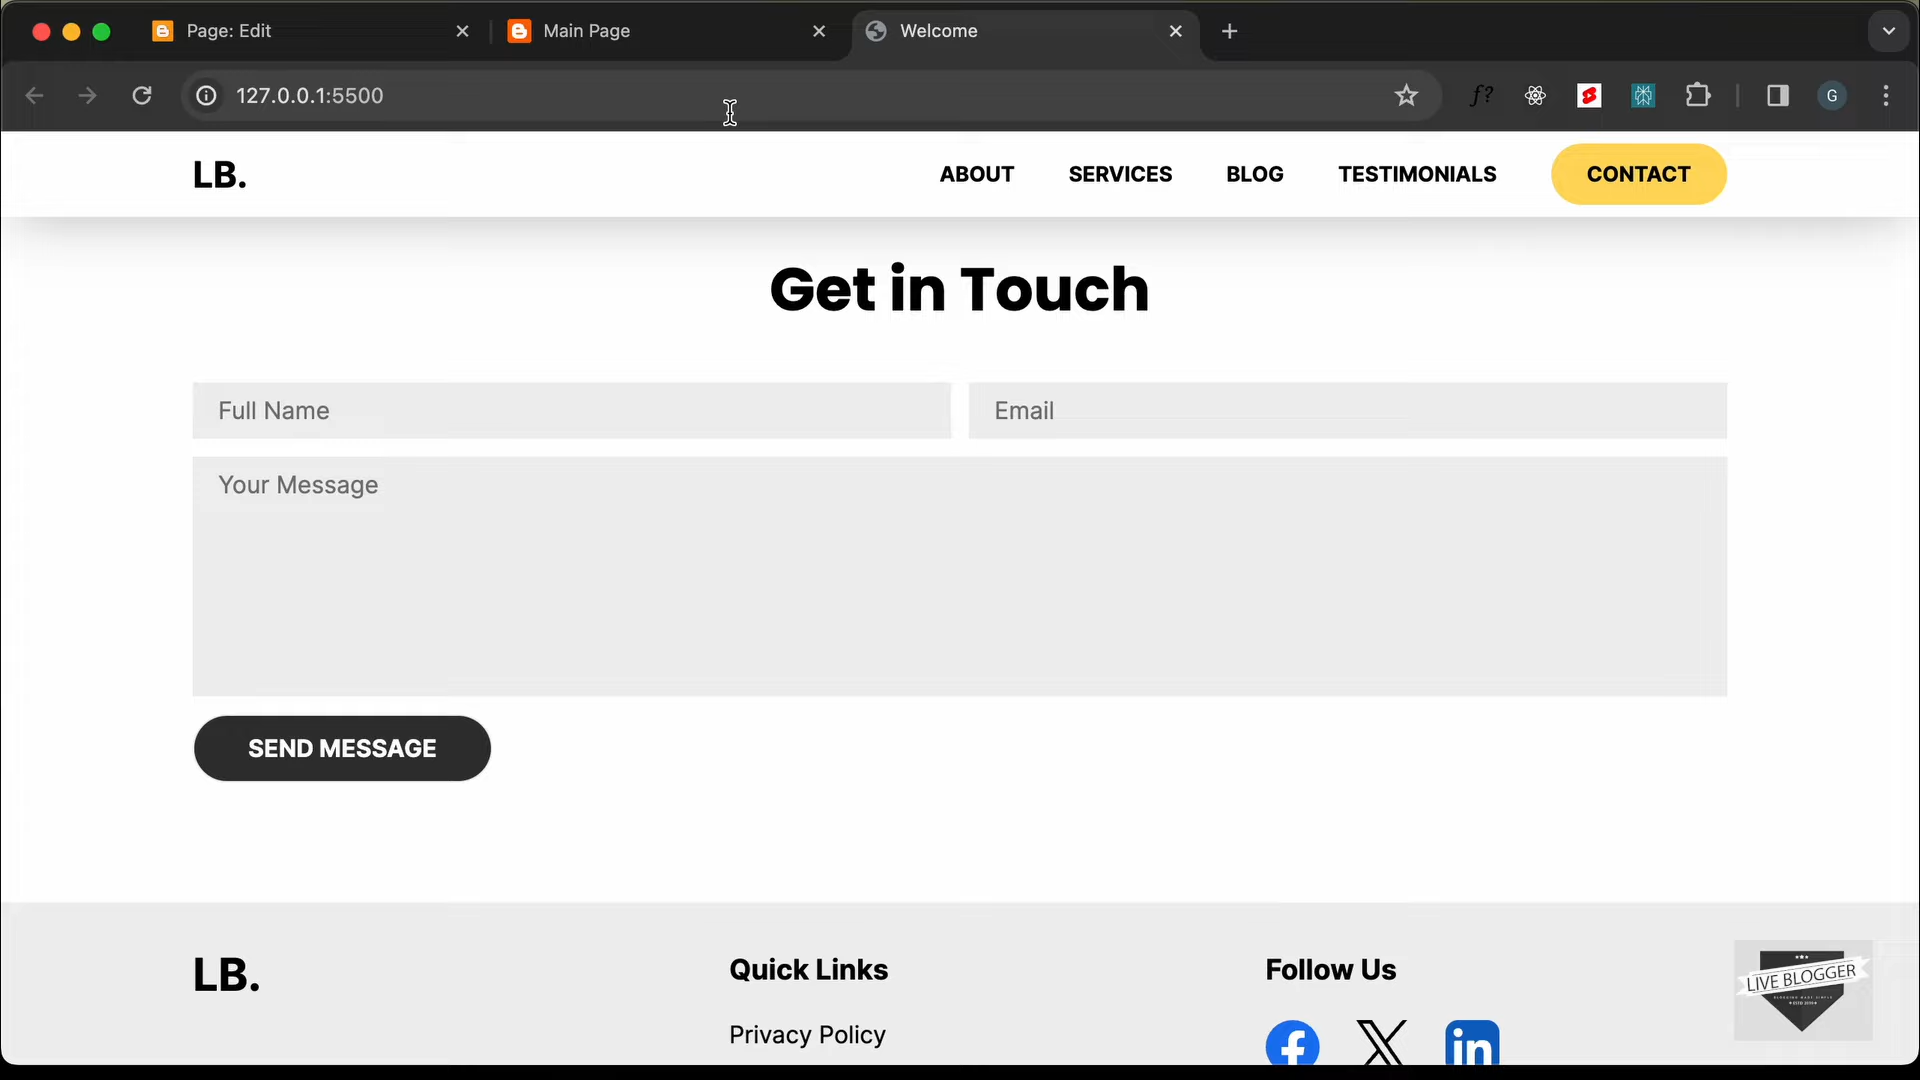 Page: Edit
Main Page
Welcome
127.0.0.1:5500
f?
G
LB.
ABOUT
SERVICES
BLOG
TESTIMONIALS
CONTACT
Get in Touch
Full Name
Email
Your Message
SEND MESSAGE
LB.
Quick Links
Follow Us
Privacy Policy
in
LIVE BLOGGER